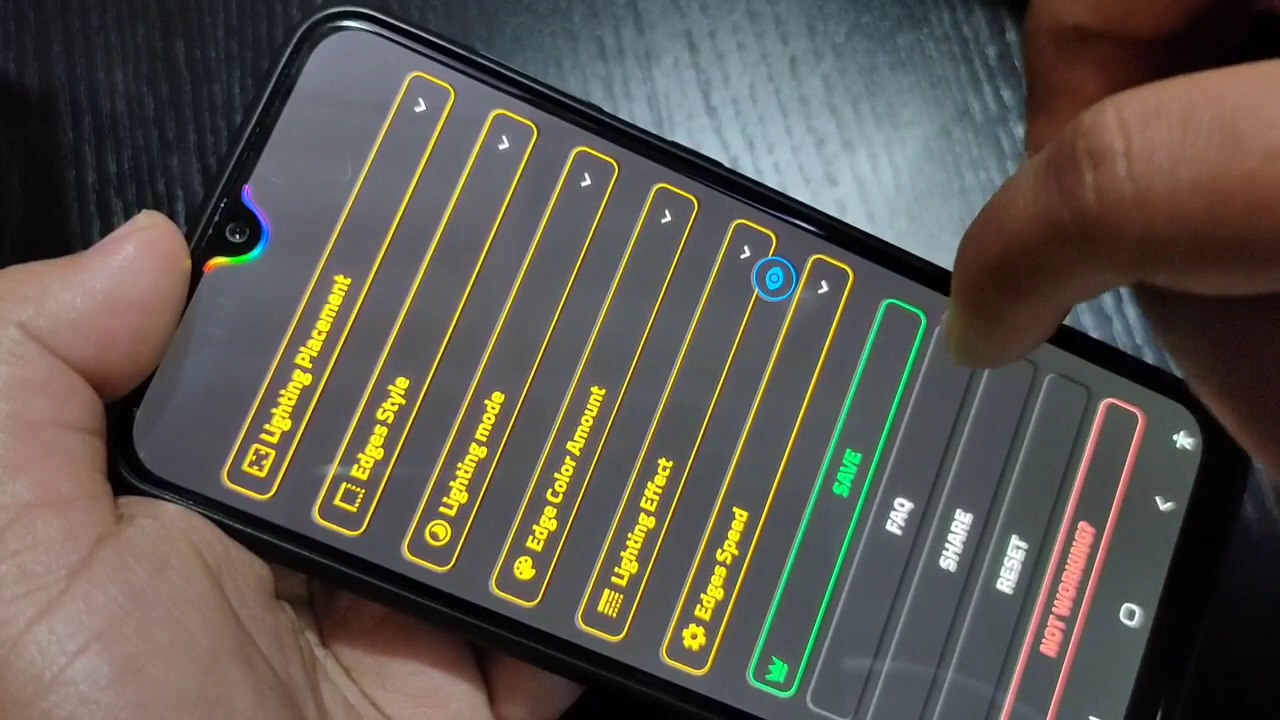 Lighting Placement
Edges Style
Lighting mode
Edge Color Amount
Lighting Effect
Edges Speed
SAVE
FAQ
SHARE
RESET
NOT WORKING?